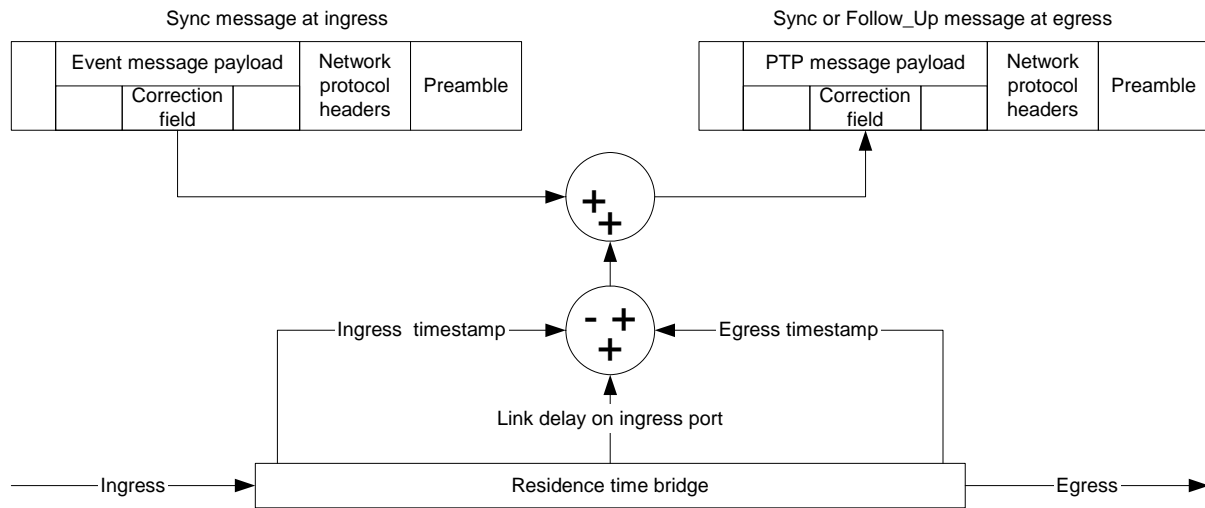 Sync message at ingress
Sync or Follow_Up message at egress
Event message payload
Correction
field
Network
protocol
headers
Preamble
PTP message payload
Correction
field
Network
protocol
headers
Preamble
+
+
Ingress timestamp
- +
+
Egress timestamp
Link delay on ingress port
Ingress
Residence time bridge
Egress